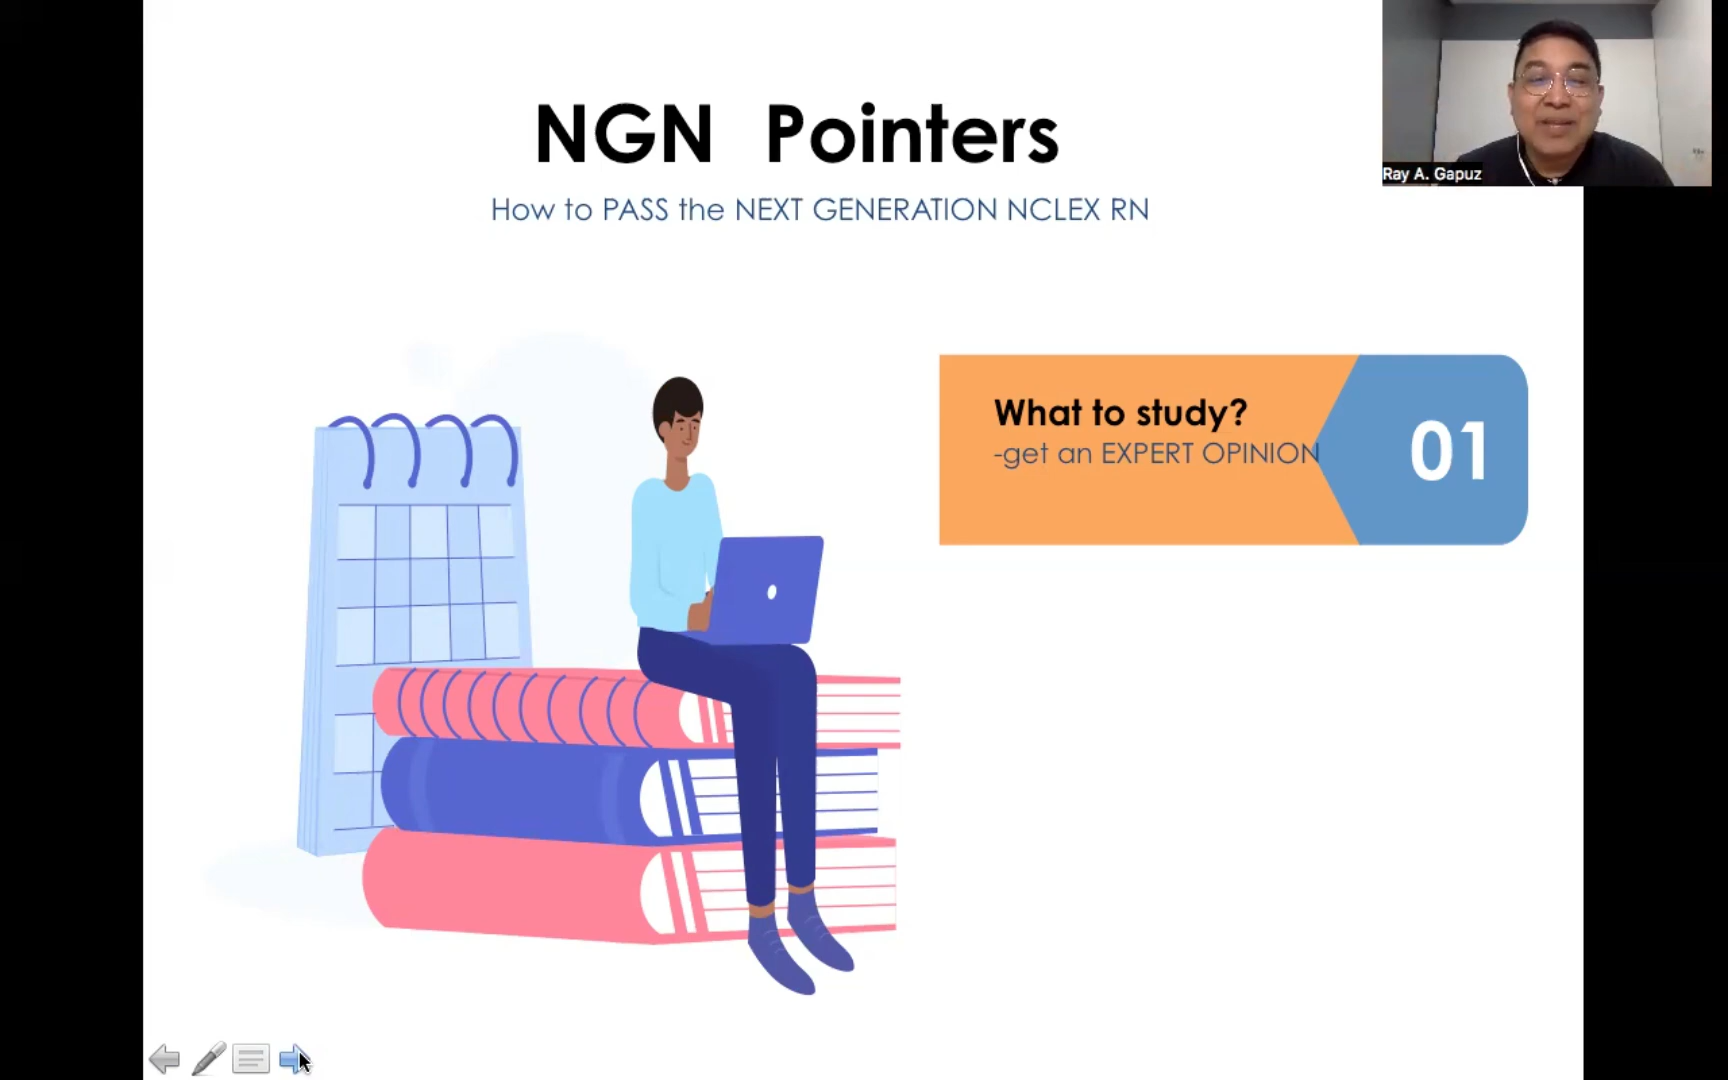 NGN Pointers
How to PASS the NEXT GENERATION NCLEX RN
Ray A. Gapuz
What to study?
-get an EXPERT OPINION
01